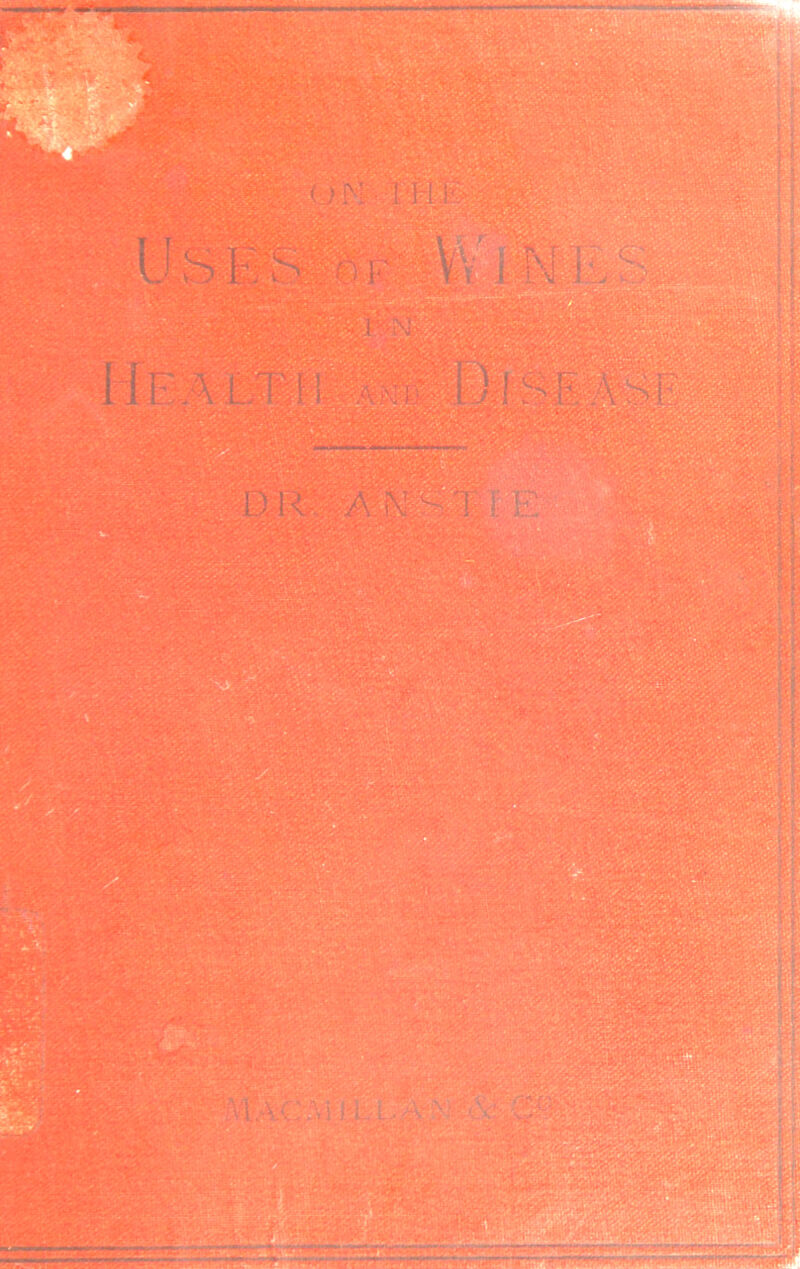 ON THE
USES OF WINES
IN
HEALTH AND DISEASE
DR. ANSTIE
MACMILLAN & Co